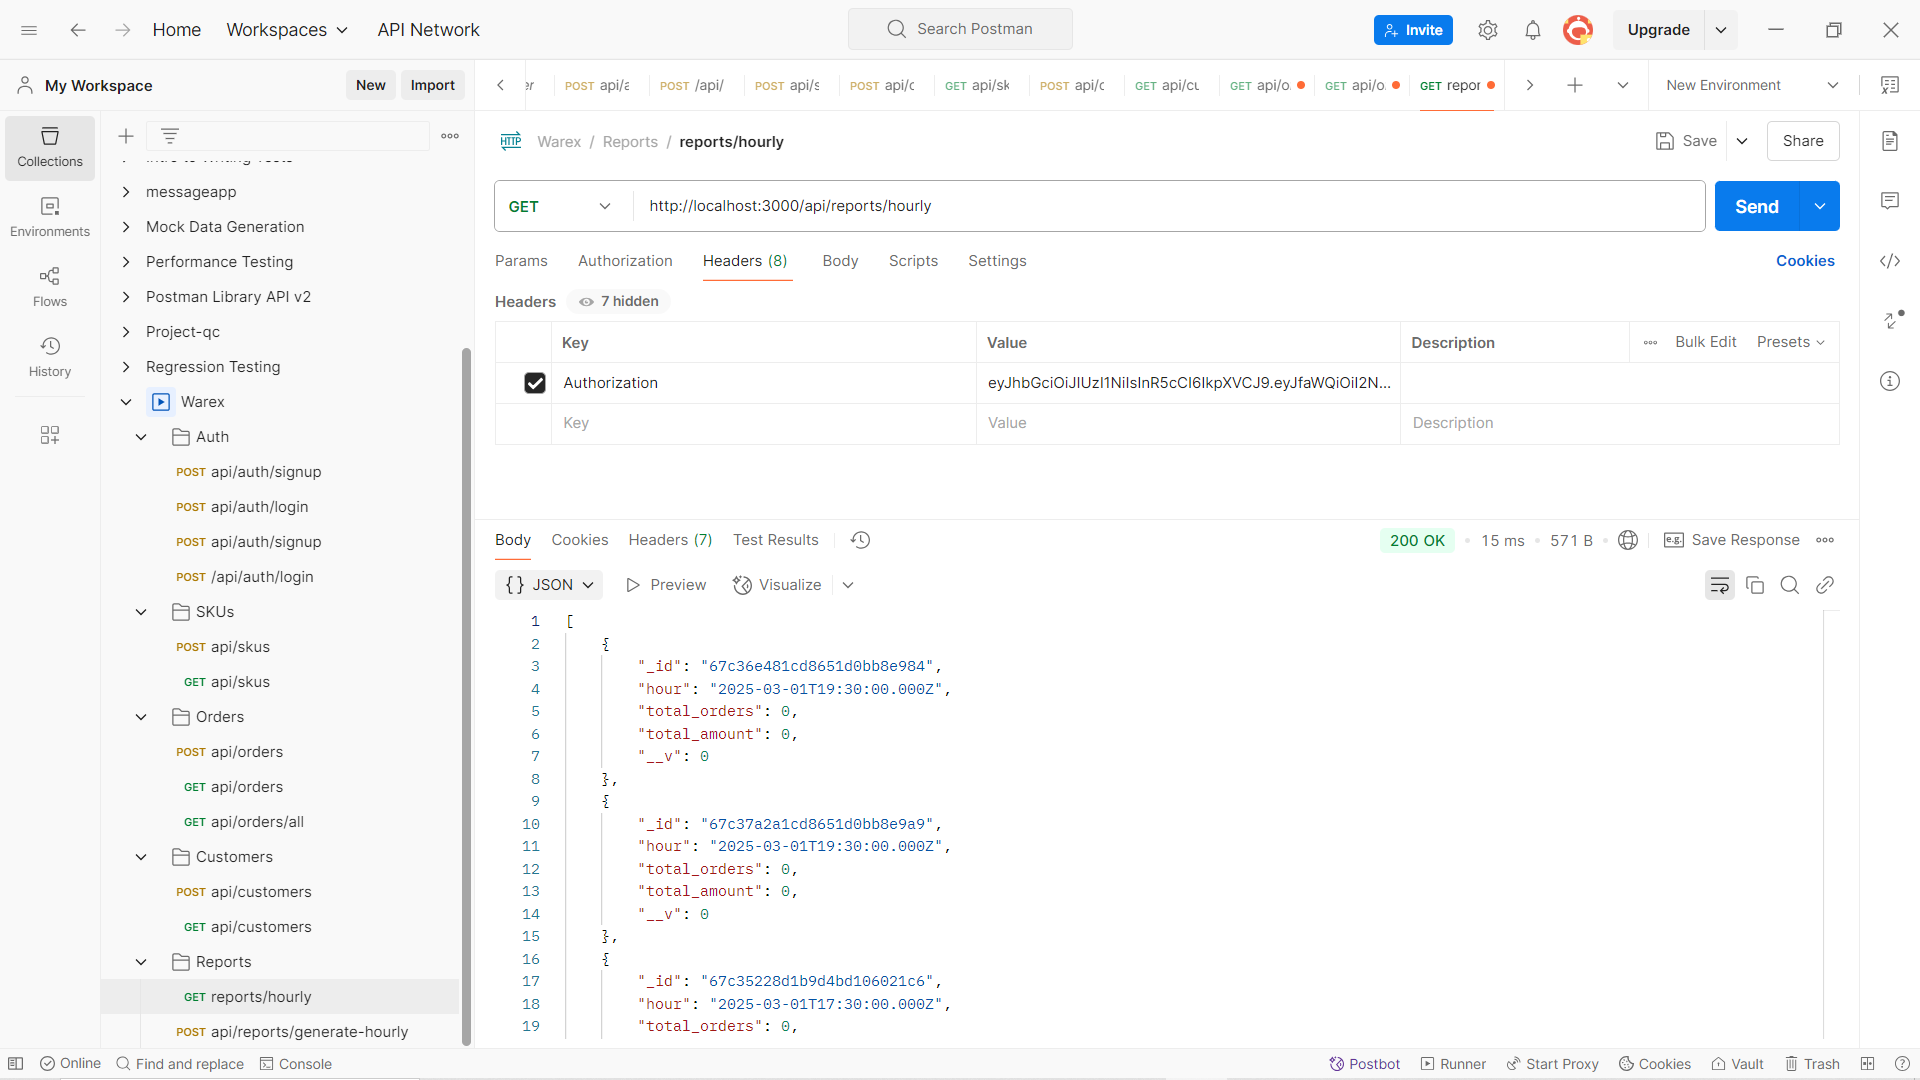 Home
Workspaces
API Network
Search Postman
Invite
Upgrade
My Workspace
New
Import
er
POST api/a
POST /api/
POST api/s
POST api/c
GET api/sk
POST api/c
GET api/cu
GET api/o
GET api/o.
GET repor
New Environment
Collections
Environments
Flows
History
Intro to Writing Tests
messageapp
Mock Data Generation
Performance Testing
Postman Library API v2
Project-qc
Regression Testing
Warex
Auth
POST api/auth/signup
POST api/auth/login
POST api/auth/signup
POST /api/auth/login
SKUs
POST api/skus
GET api/skus
Orders
POST api/orders
GET api/orders
GET api/orders/all
Customers
POST api/customers
GET api/customers
Reports
GET reports/hourly
POST api/reports/generate-hourly
HTTP Warex / Reports / reports/hourly
Save
Share
GET
http://localhost:3000/api/reports/hourly
Send
Params
Authorization
Headers (8)
Body
Scripts
Settings
Cookies
Headers
7 hidden
Key
Value
Description
Bulk Edit
Presets
Authorization
eyJhbGciOiJIUzI1NiIsInR5cCI6IkpXVCJ9.eyJfaWQiOiI2N...
Key
Value
Description
Body
Cookies
Headers (7)
Test Results
200 OK
15 ms
571 B
e.g. Save Response
{} JSON
Preview
Visualize
1 [
2 {
3 "_id": "67c36e481cd8651d0bb8e984",
4 "hour": "2025-03-01T19:30:00.000Z",
5 "total_orders": 0,
6 "total_amount": 0,
7 "__v": 0
8 },
9 {
10 "_id": "67c37a2a1cd8651d0bb8e9a9",
11 "hour": "2025-03-01T19:30:00.000Z",
12 "total_orders": 0,
13 "total_amount": 0,
14 "__v": 0
15 },
16 {
17 "_id": "67c35228d1b9d4bd106021c6",
18 "hour": "2025-03-01T17:30:00.000Z",
19 "total_orders": 0,
Online
Find and replace
Console
Postbot
Runner
Start Proxy
Cookies
Vault
Trash